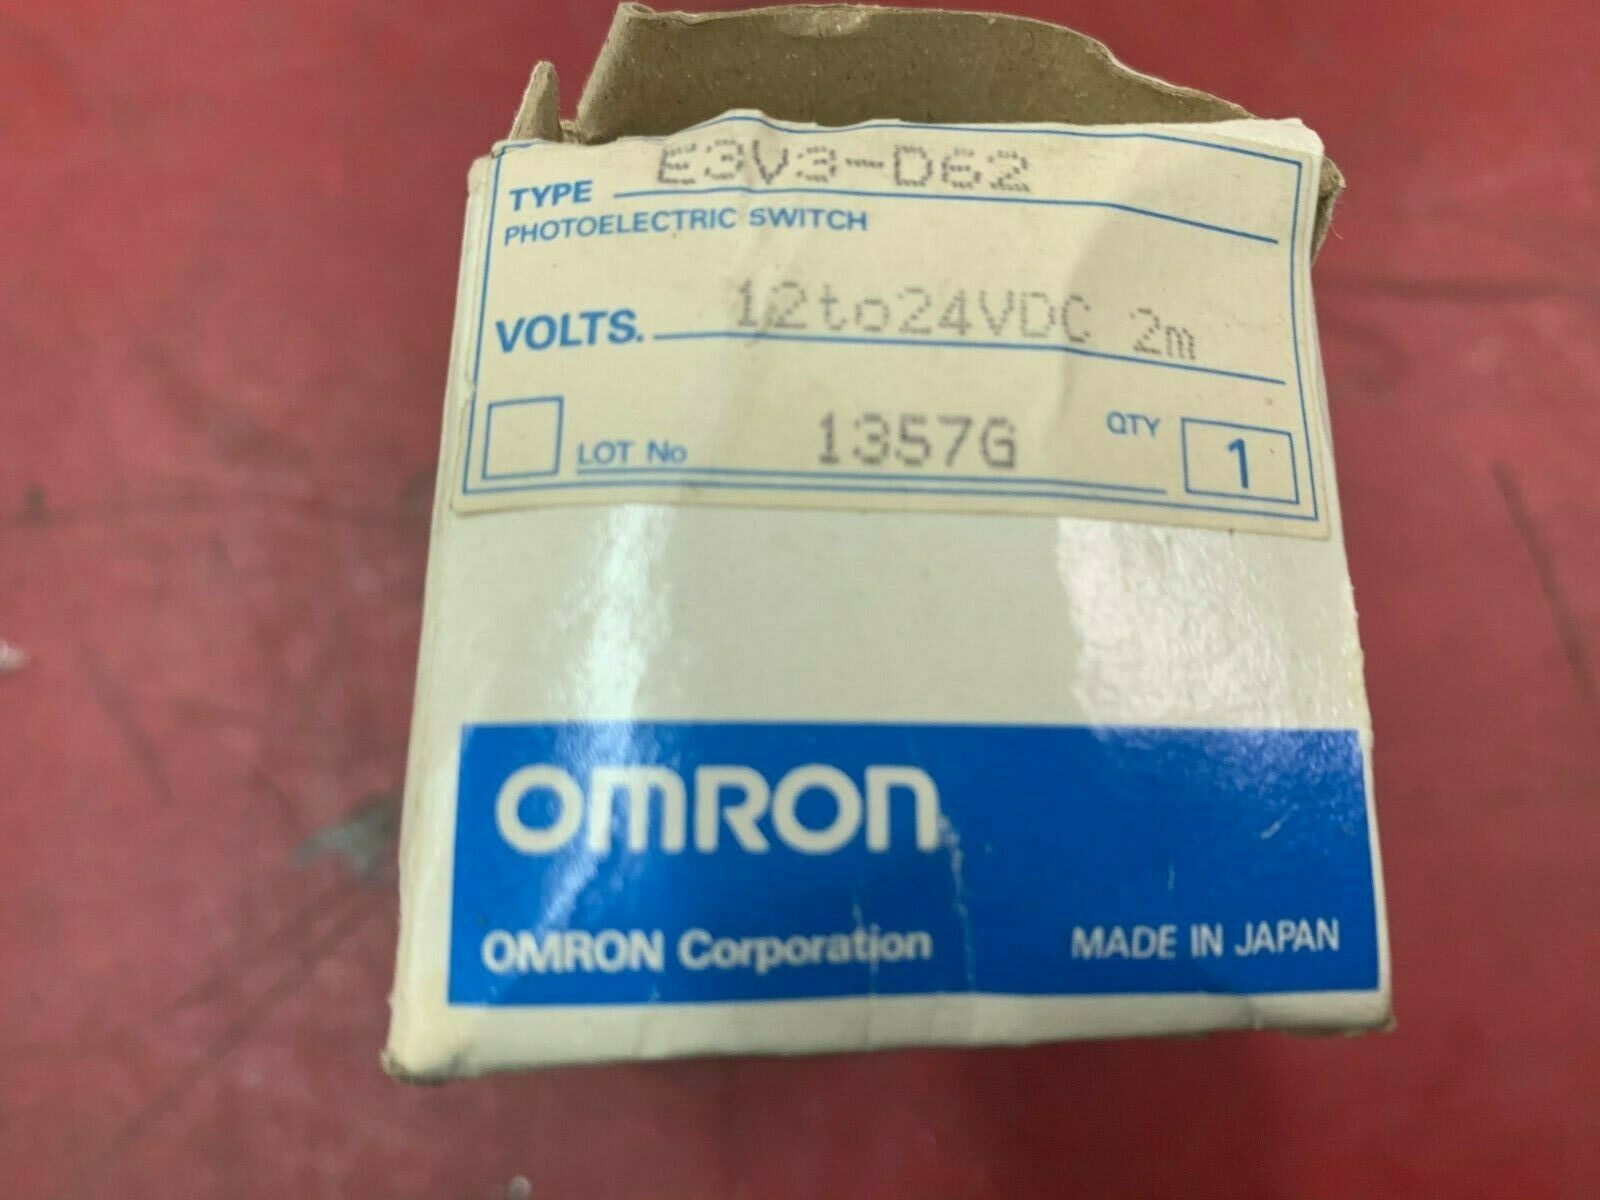 TYPE E3V3-D62
PHOTOELECTRIC SWITCH
VOLTS. 12to24VDC 2m
LOT No 1357G QTY 1
OMRON
OMRON Corporation MADE IN JAPAN